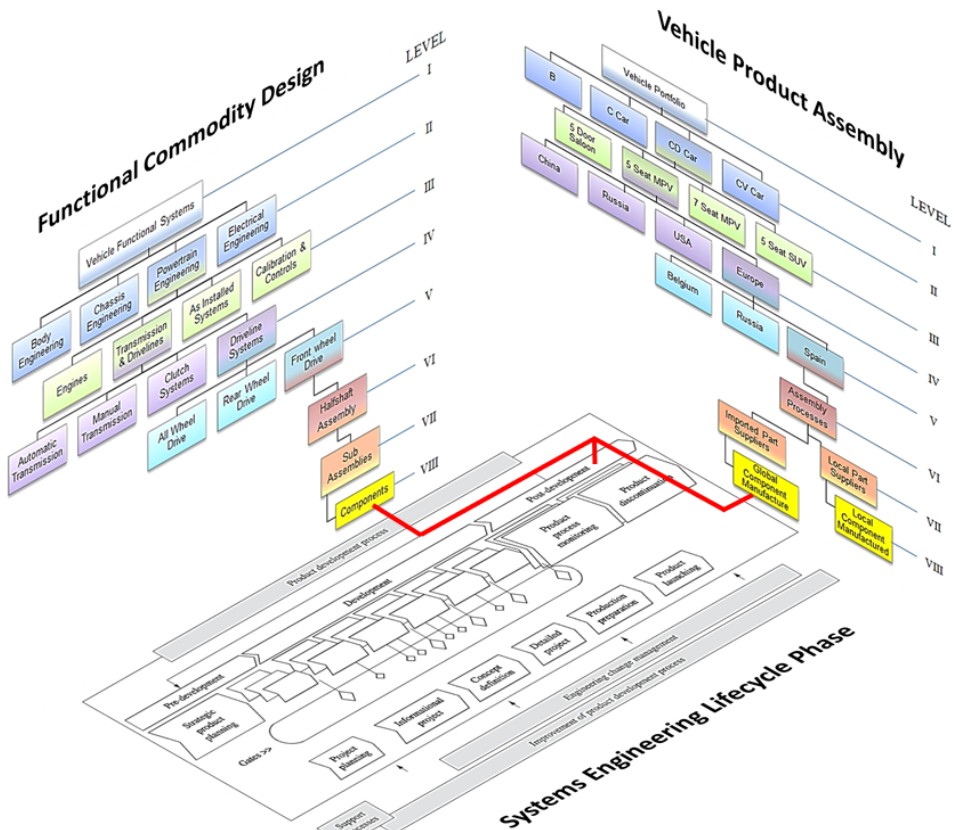 Functional Commodity Design
LEVEL
I
II
III
IV
V
VI
VII
VIII
Vehicle Functional Systems
Body
Engineering
Chassis
Engineering
Powertrain
Engineering
Electrical
Engineering
Engines
Transmission
& Drivelines
As Installed
Systems
Calibration &
Controls
Automatic
Transmission
Manual
Transmission
Clutch
Systems
Driveline
Systems
All Wheel
Drive
Rear Wheel
Drive
Front wheel
Drive
Halfshaft
Assembly
Sub
Assemblies
Components
Vehicle Product Assembly
LEVEL
I
II
III
IV
V
VI
VII
VIII
Vehicle Portfolio
B
C Car
CD Car
CV Car
5 Door
Saloon
5 Seat MPV
7 Seat MPV
5 Seat SUV
China
Russia
USA
Europe
Belgium
Russia
Spain
Assembly
Processes
Imported Part
Suppliers
Local Part
Suppliers
Global
Component
Manufacture
Local
Component
Manufactured
Product development process
Pre-development
Development
Post-development
Strategic
product
planning
Product
process
monitoring
Product
discontinuation
Gates >>
Project
planning
Informational
project
Concept
definition
Detailed
project
Production
preparation
Product
launching
Engineering change management
Improvement of product development process
Support
Systems Engineering Lifecycle Phase